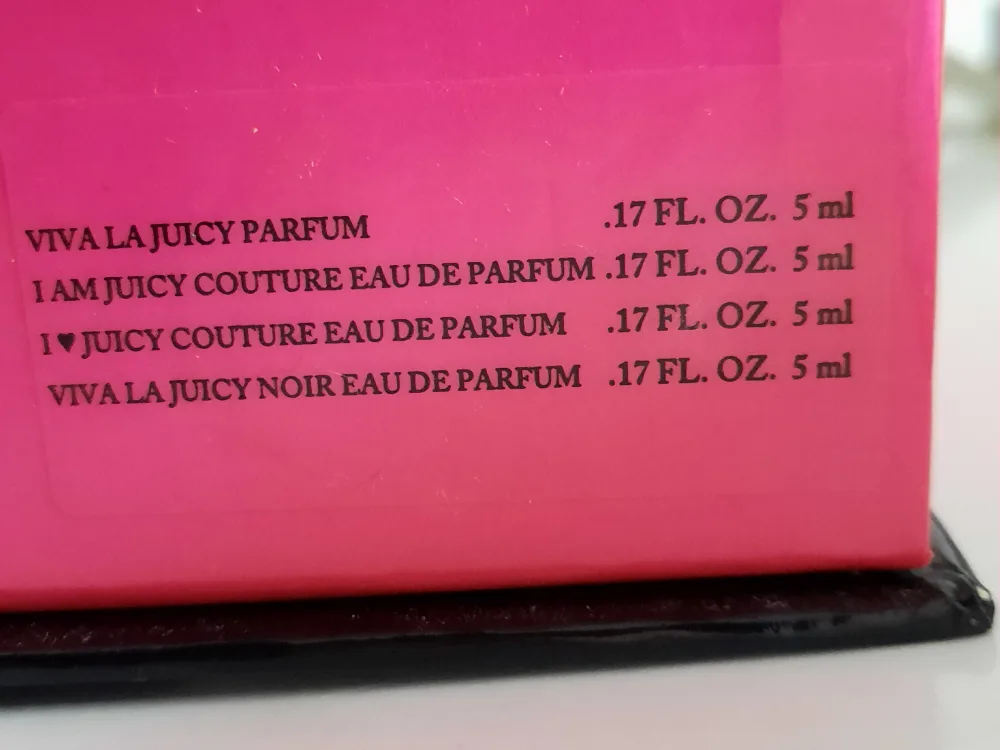 VIVA LA JUICY PARFUM .17 FL. OZ. 5 ml
I AM JUICY COUTURE EAU DE PARFUM .17 FL. OZ. 5 ml
I ♥ JUICY COUTURE EAU DE PARFUM .17 FL. OZ. 5 ml
VIVA LA JUICY NOIR EAU DE PARFUM .17 FL. OZ. 5 ml